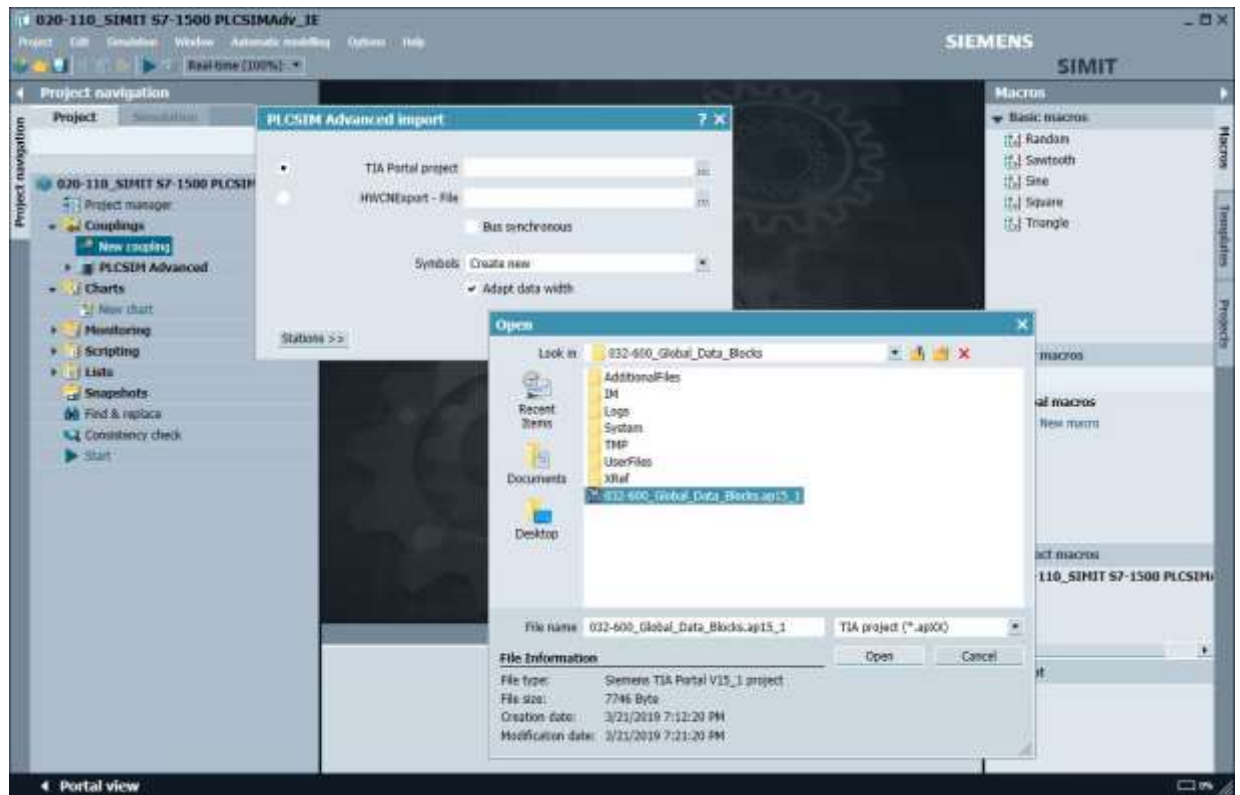 020-110_SIMIT S7-1500 PLCSIMAdv_IE
Project Edit Simulation Window Automatic modelling Options Help
SIEMENS
SIMIT
Real-time (100%)
Project navigation
Project Simulation
Project navigation
020-110_SIMIT S7-1500 PLCSIM
Project manager
Couplings
New coupling
PLCSIM Advanced
Charts
New chart
Monitoring
Scripting
Lists
Snapshots
Find & replace
Consistency check
Start
PLCSIM Advanced import ? X
TIA Portal project
HWCNExport - File
Bus synchronous
Symbols Create new
Adapt data width
Stations >>
Open
Look in 032-600_Global_Data_Blocks
Recent Items
Documents
Desktop
AdditionalFiles
IM
Logs
System
TMP
UserFiles
XRef
032-600_Global_Data_Blocks.ap15_1
File name 032-600_Global_Data_Blocks.ap15_1 TIA project (*.apXX)
Open Cancel
File Information
File type: Siemens TIA Portal V15_1 project
File size: 7746 Byte
Creation date: 3/21/2019 7:12:20 PM
Modification date: 3/21/2019 7:21:20 PM
Macros
Basic macros
Random
Sawtooth
Sine
Square
Triangle
macros
al macros
New macro
ect macros
110_SIMIT S7-1500 PLCSIMA
Macros
Templates
Projects
Portal view
0%